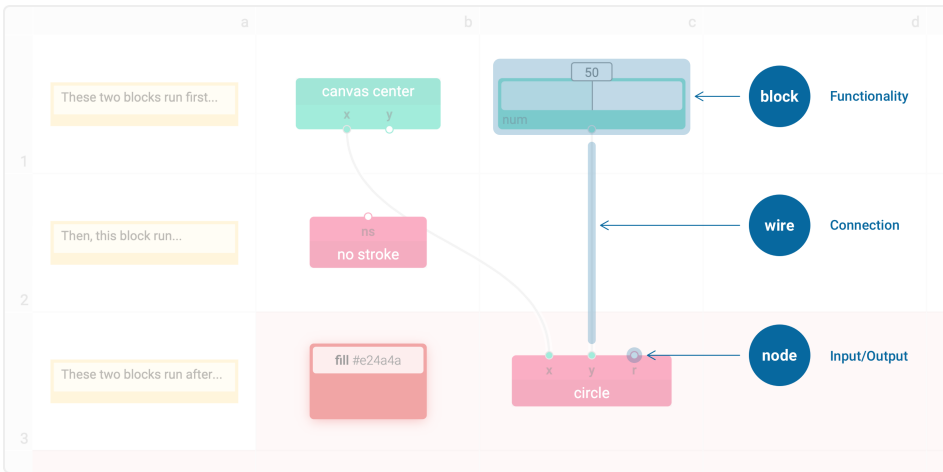 a b c d
These two blocks run first...
canvas center
x y
50
num
block
Functionality
1
Then, this block run...
ns
no stroke
wire
Connection
2
These two blocks run after...
fill #e24a4a
x y r
circle
node
Input/Output
3